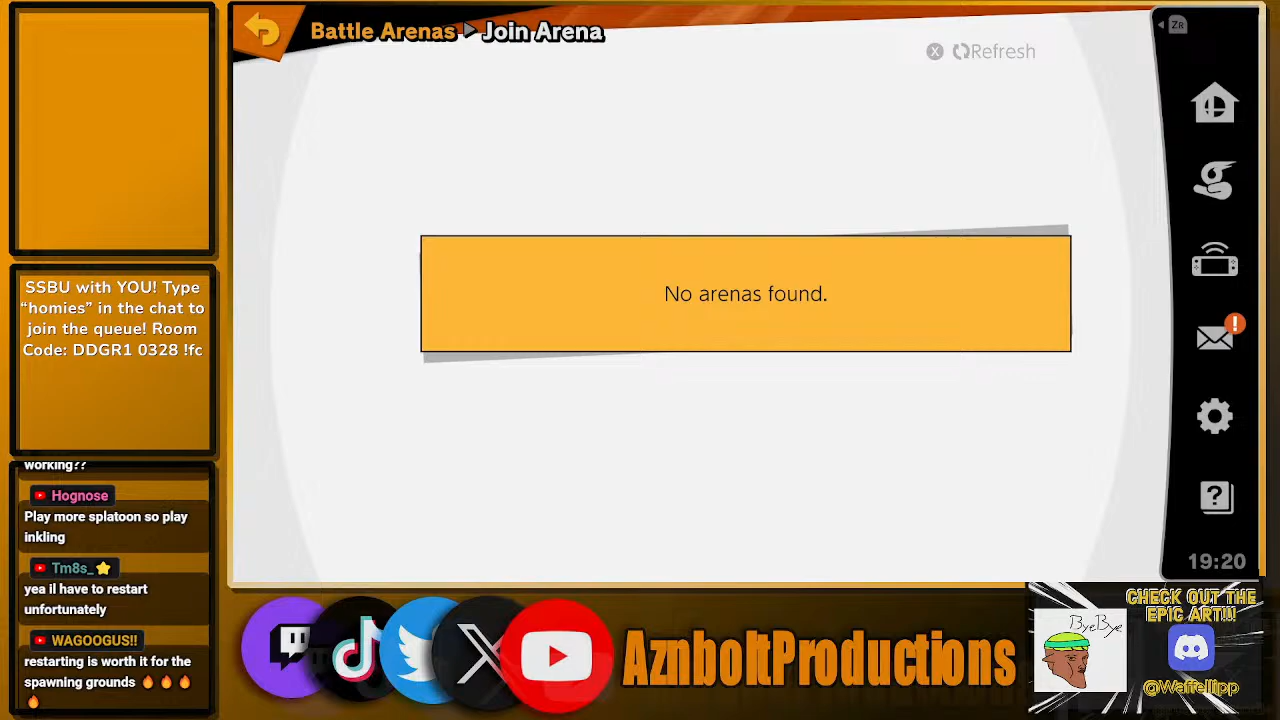 Battle Arenas ▶ Join Arena
ZR
X Refresh
No arenas found.
19:20
SSBU with YOU! Type
“homies” in the chat to
join the queue! Room
Code: DDGR1 0328 !fc
working??
Hognose
Play more splatoon so play
inkling
Tm8s_⭐
yea il have to restart
unfortunately
WAGOOGUS!!
restarting is worth it for the
spawning grounds 🔥🔥🔥
🔥
AznboltProductions
ByeBye
CHECK OUT THE
EPIC ART!!!
@Waffellipp